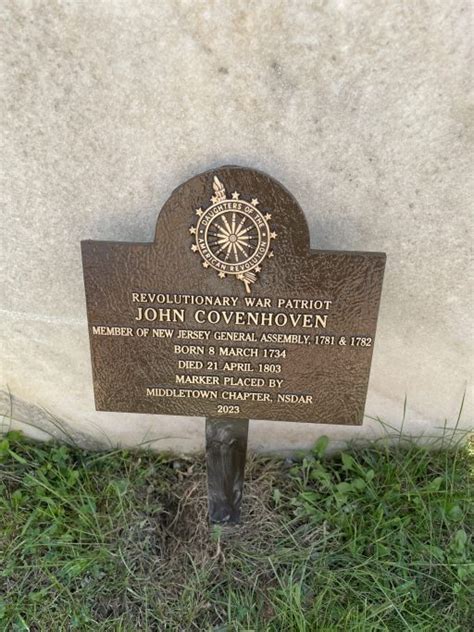 DAUGHTERS OF THE
AMERICAN REVOLUTION
REVOLUTIONARY WAR PATRIOT
JOHN COVENHOVEN
MEMBER OF NEW JERSEY GENERAL ASSEMBLY, 1781 & 1782
BORN 8 MARCH 1734
DIED 21 APRIL 1803
MARKER PLACED BY
MIDDLETOWN CHAPTER, NSDAR
2023